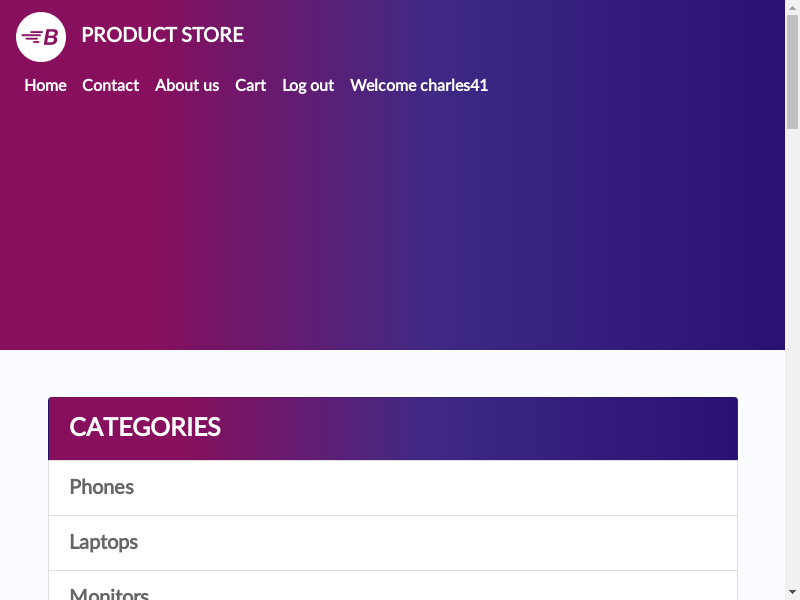 B
PRODUCT STORE
Home Contact About us Cart Log out Welcome charles41
CATEGORIES
Phones
Laptops
Monitors